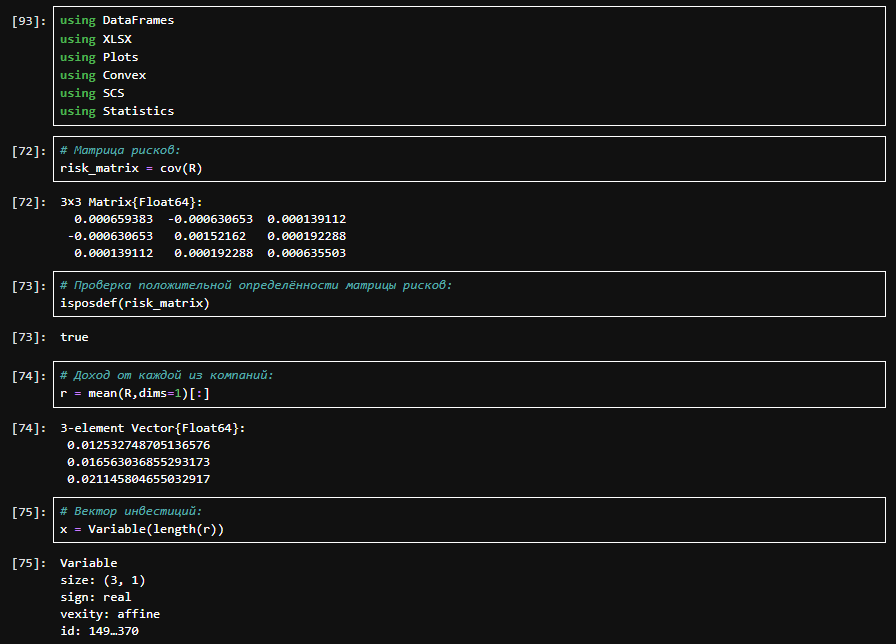 [93]: using DataFrames
using XLSX
using Plots
using Convex
using SCS
using Statistics
[72]: # Матрица рисков:
risk_matrix = cov(R)
[72]: 3×3 Matrix{Float64}:
0.000659383 -0.000630653 0.000139112
-0.000630653 0.00152162 0.000192288
0.000139112 0.000192288 0.000635503
[73]: # Проверка положительной определённости матрицы рисков:
isposdef(risk_matrix)
[73]: true
[74]: # Доход от каждой из компаний:
r = mean(R,dims=1)[:]
[74]: 3-element Vector{Float64}:
0.012532748705136576
0.016563036855293173
0.021145804655032917
[75]: # Вектор инвестиций:
x = Variable(length(r))
[75]: Variable
size: (3, 1)
sign: real
vexity: affine
id: 149…370